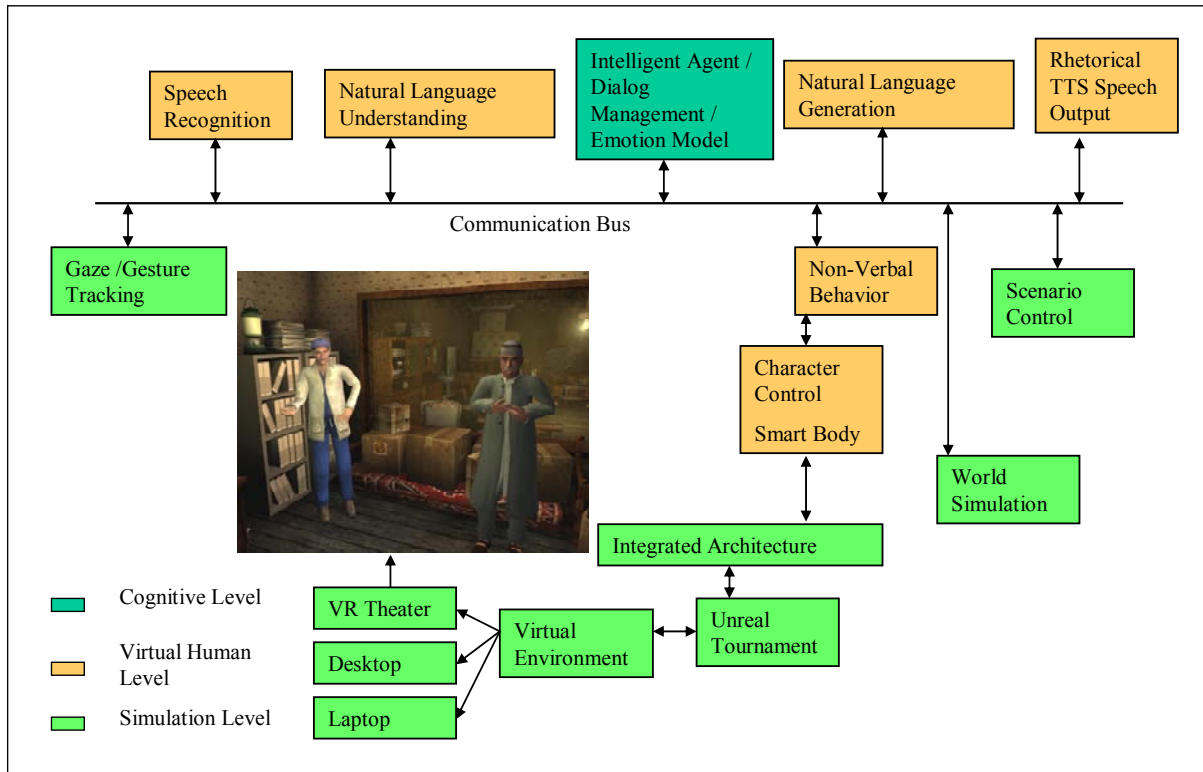 Speech
Recognition
Natural Language
Understanding
Intelligent Agent /
Dialog
Management /
Emotion Model
Natural Language
Generation
Rhetorical
TTS Speech
Output
Communication Bus
Gaze /Gesture
Tracking
Non-Verbal
Behavior
Scenario
Control
Character
Control
Smart Body
World
Simulation
Integrated Architecture
Cognitive Level
Virtual Human
Level
Simulation Level
VR Theater
Desktop
Laptop
Virtual
Environment
Unreal
Tournament